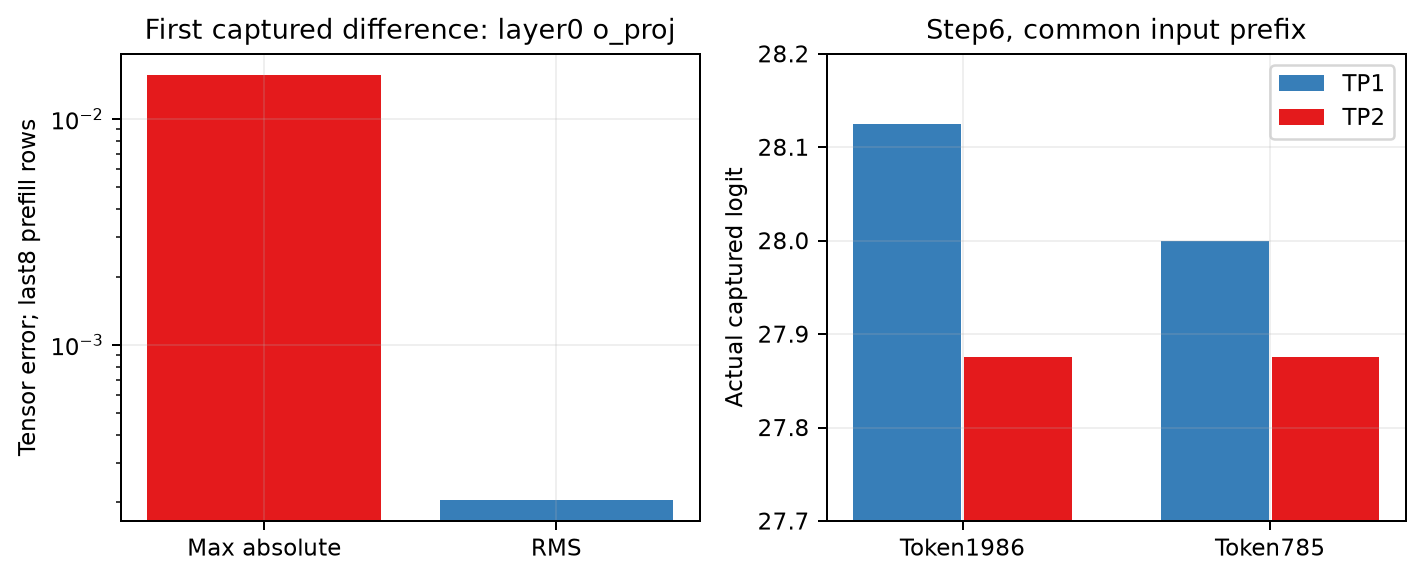 First captured difference: layer0 o_proj
Tensor error; last8 prefill rows
10⁻²
10⁻³
Max absolute
RMS
Step6, common input prefix
Actual captured logit
28.2
28.1
28.0
27.9
27.8
27.7
Token1986
Token785
TP1
TP2